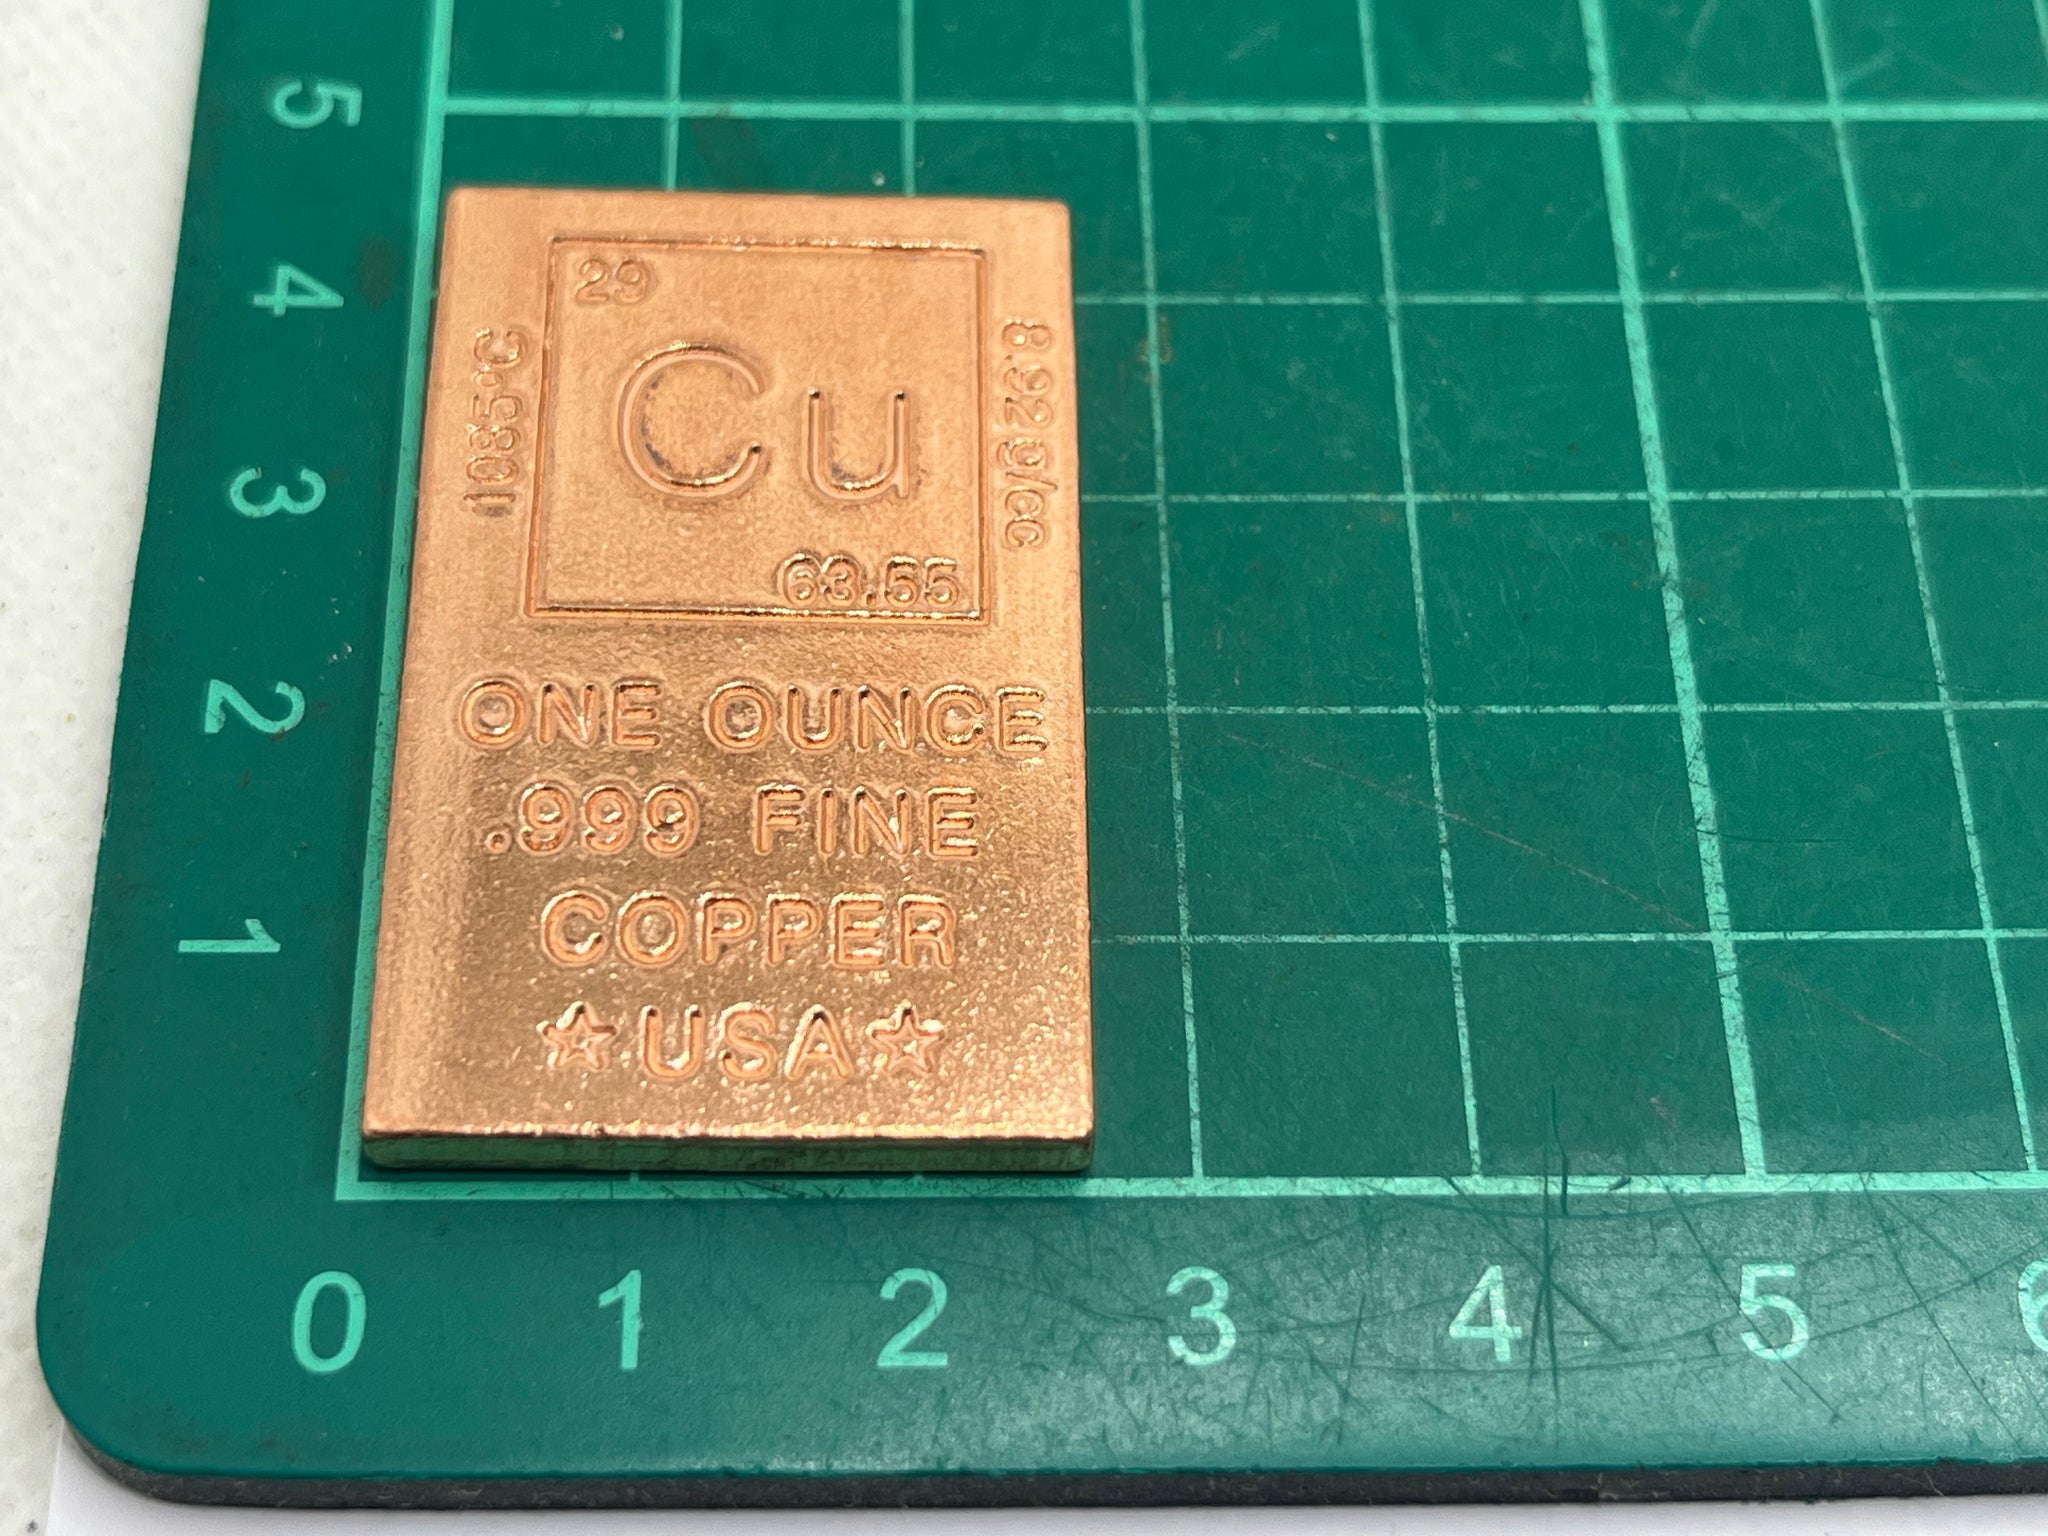 5
4
3
2
1
29
1085°C
Cu
8.92g/cc
63.55
ONE OUNCE
.999 FINE
COPPER
☆USA☆
0 1 2 3 4 5 6